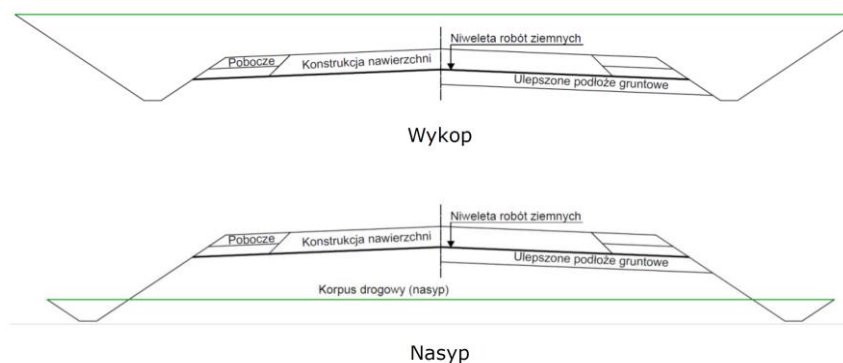 Niweleta robót ziemnych
Pobocze
Konstrukcja nawierzchni
Ulepszone podłoże gruntowe
Wykop
Niweleta robót ziemnych
Pobocze
Konstrukcja nawierzchni
Ulepszone podłoże gruntowe
Korpus drogowy (nasyp)
Nasyp